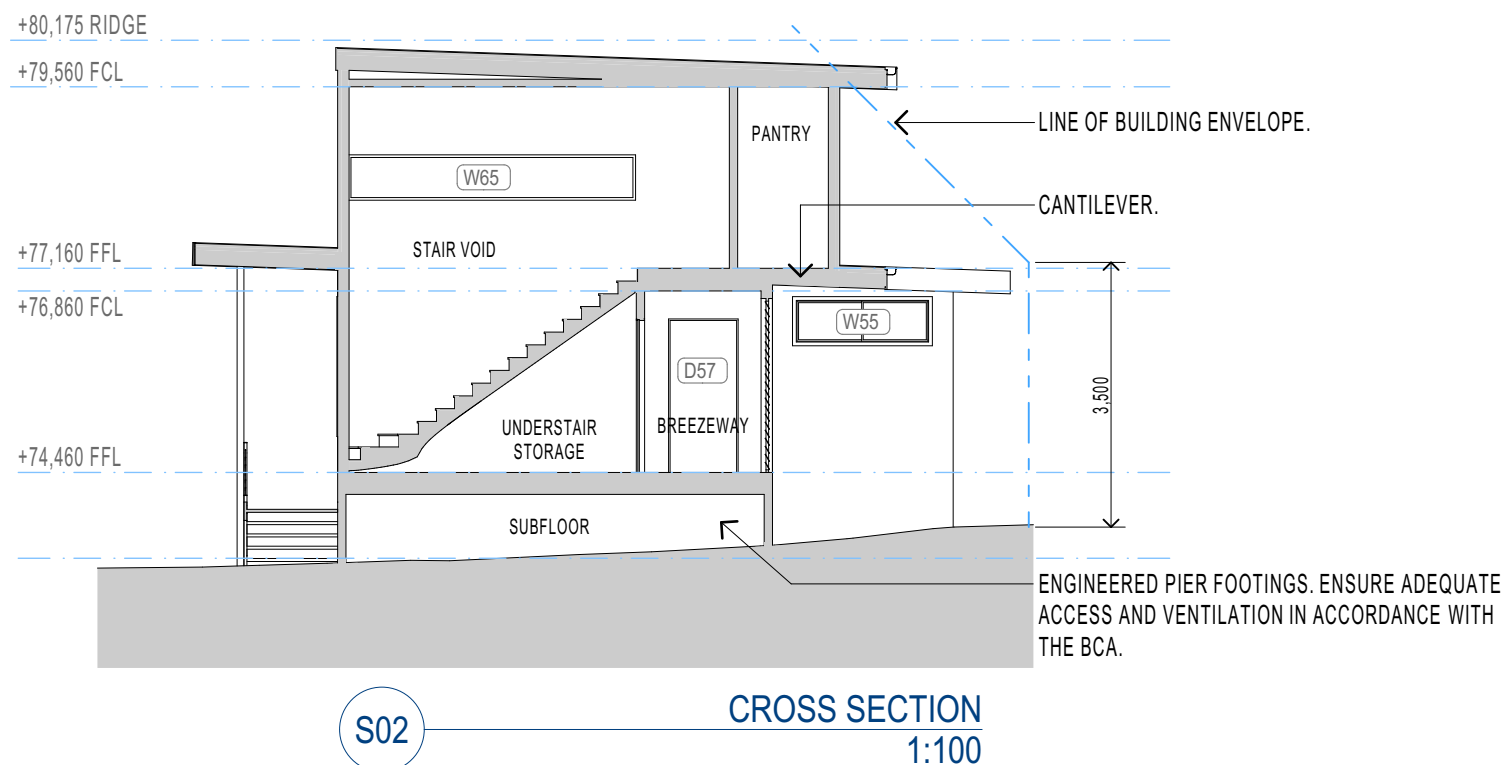 +80,175 RIDGE
+79,560 FCL
LINE OF BUILDING ENVELOPE.
PANTRY
W65
CANTILEVER.
STAIR VOID
+77,160 FFL
+76,860 FCL
W55
D57
3,500
UNDERSTAIR
STORAGE
BREEZEWAY
+74,460 FFL
SUBFLOOR
ENGINEERED PIER FOOTINGS. ENSURE ADEQUATE
ACCESS AND VENTILATION IN ACCORDANCE WITH
THE BCA.
S02
CROSS SECTION
1:100